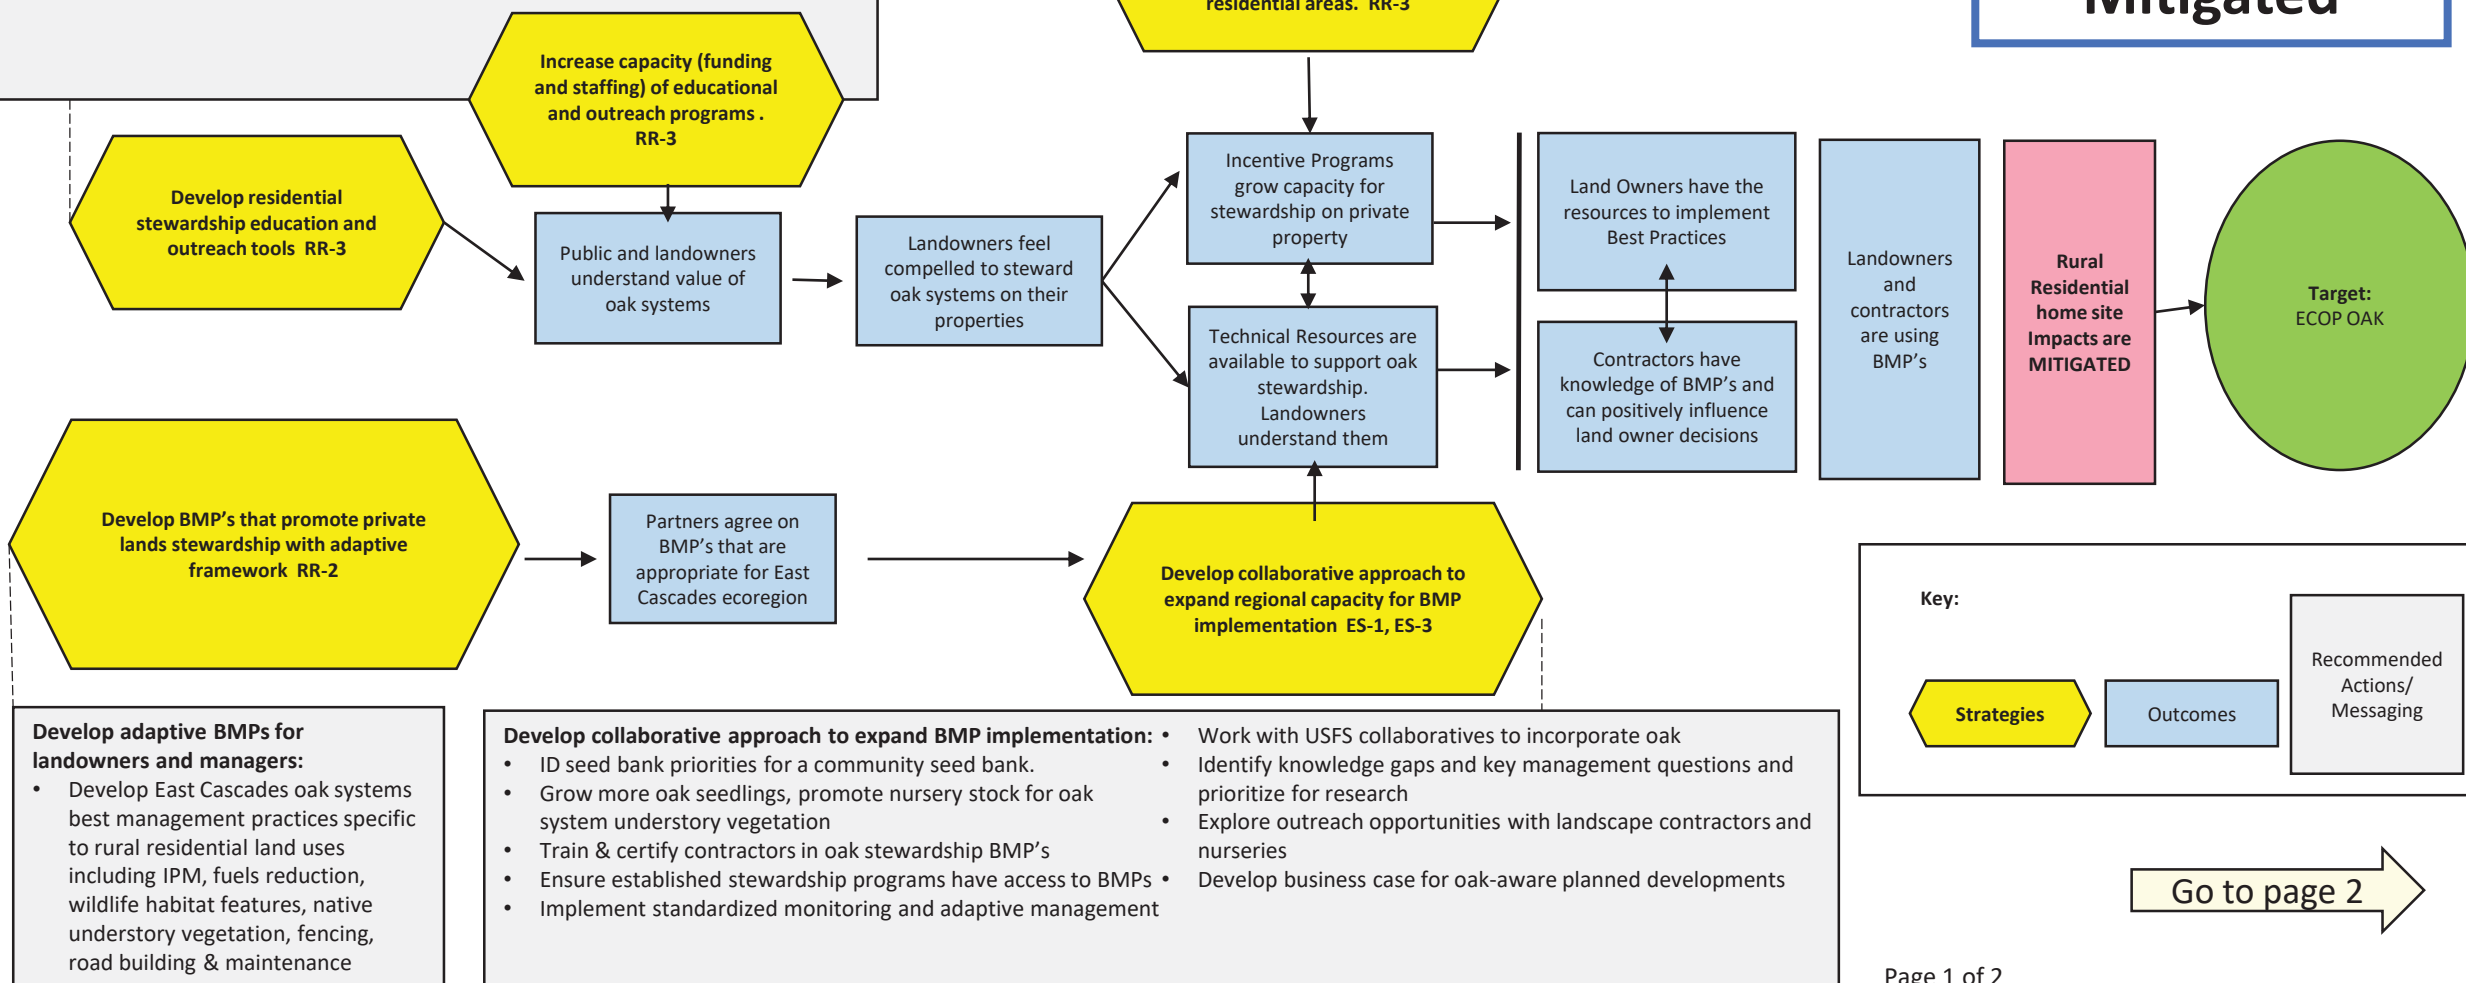 residential areas. RR-3
Mitigated
Increase capacity (funding
and staffing) of educational
and outreach programs .
RR-3
Develop residential
stewardship education and
outreach tools RR-3
Public and landowners
understand value of
oak systems
Landowners feel
compelled to steward
oak systems on their
properties
Incentive Programs
grow capacity for
stewardship on private
property
Technical Resources are
available to support oak
stewardship.
Landowners
understand them
Land Owners have the
resources to implement
Best Practices
Contractors have
knowledge of BMP's and
can positively influence
land owner decisions
Landowners
and
contractors
are using
BMP's
Rural
Residential
home site
Impacts are
MITIGATED
Target:
ECOP OAK
Develop BMP's that promote private
lands stewardship with adaptive
framework RR-2
Partners agree on
BMP's that are
appropriate for East
Cascades ecoregion
Develop collaborative approach to
expand regional capacity for BMP
implementation ES-1, ES-3
Key:
Strategies
Outcomes
Recommended
Actions/
Messaging
Develop adaptive BMPs for
landowners and managers:
• Develop East Cascades oak systems
best management practices specific
to rural residential land uses
including IPM, fuels reduction,
wildlife habitat features, native
understory vegetation, fencing,
road building & maintenance
Develop collaborative approach to expand BMP implementation:
• ID seed bank priorities for a community seed bank.
• Grow more oak seedlings, promote nursery stock for oak
system understory vegetation
• Train & certify contractors in oak stewardship BMP's
• Ensure established stewardship programs have access to BMPs
• Implement standardized monitoring and adaptive management
• Work with USFS collaboratives to incorporate oak
• Identify knowledge gaps and key management questions and
prioritize for research
• Explore outreach opportunities with landscape contractors and
nurseries
• Develop business case for oak-aware planned developments
Go to page 2
Page 1 of 2